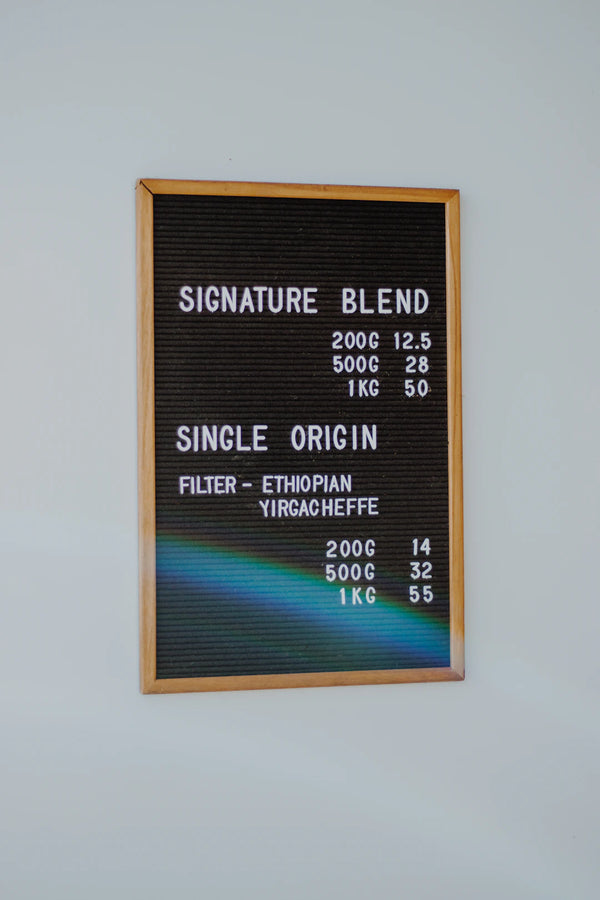 SIGNATURE BLEND
200G 12.5
500G 28
1KG 50
SINGLE ORIGIN
FILTER - ETHIOPIAN
YIRGACHEFFE
200G 14
500G 32
1KG 55